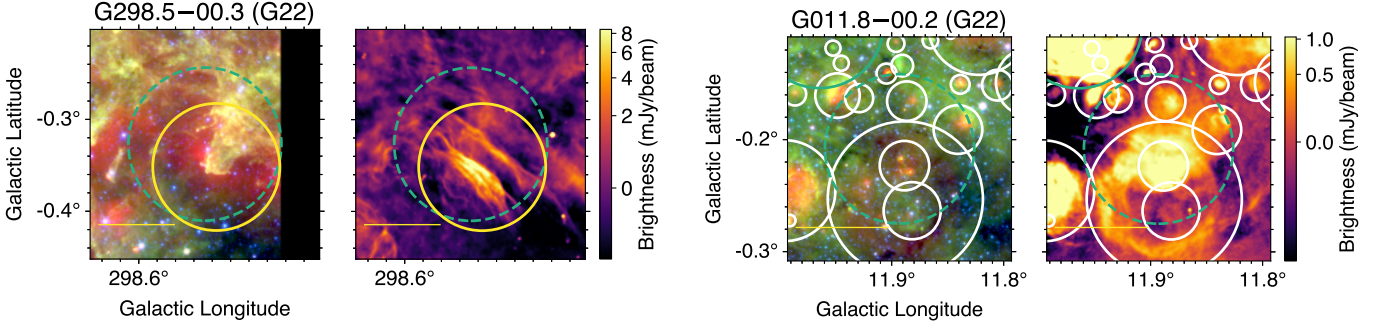 G298.5−00.3 (G22)
Galactic Latitude
-0.3°
-0.4°
298.6°
298.6°
Galactic Longitude
8
6
4
2
0
Brightness (mJy/beam)
G011.8−00.2 (G22)
Galactic Latitude
-0.2°
-0.3°
11.9°
11.9°
11.8°
Galactic Longitude
1.0
0.5
0.0
Brightness (mJy/beam)